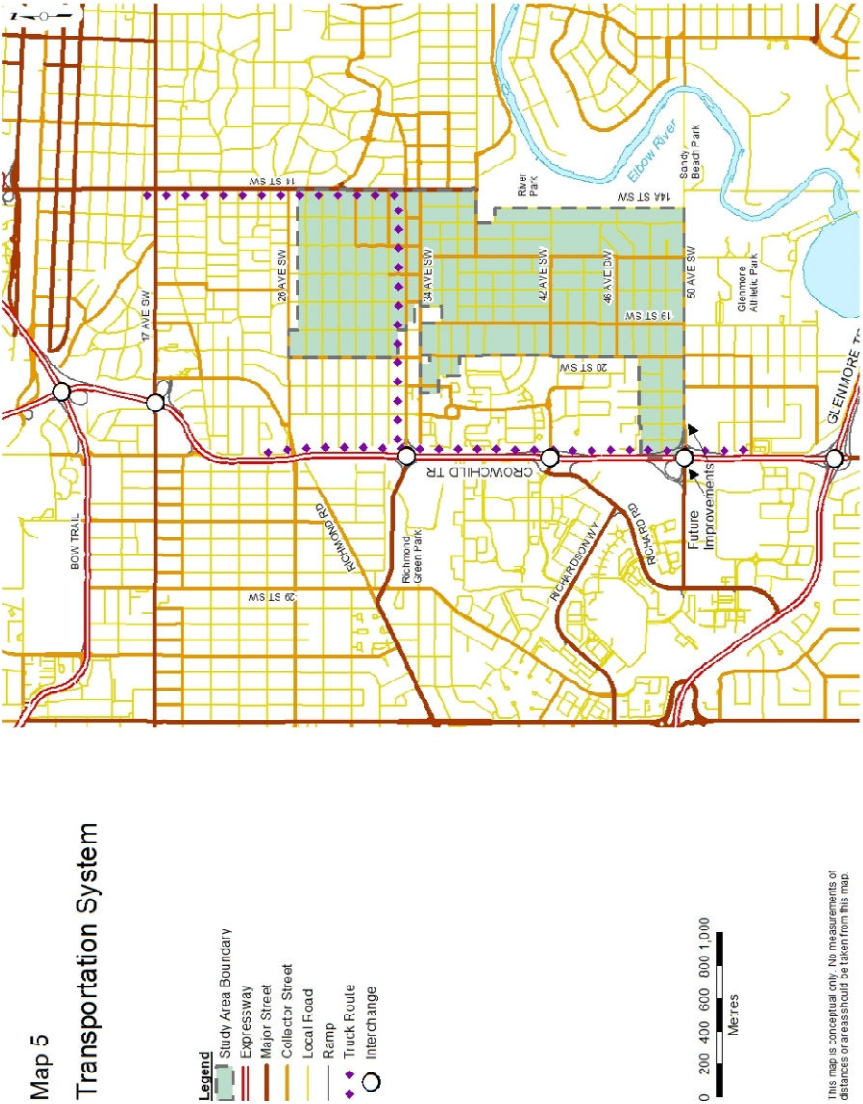 Map 5
Transportation System
Legend
Study Area Boundary
Expressway
Major Street
Collector Street
Local Road
Ramp
Truck Route
Interchange
0 200 400 600 800 1,000
Metres
This map is conceptual only. No measurements of
distances or areas should be taken from this map.
BOW TRAIL
17 AVE SW
14 ST SW
26 AVE SW
29 ST SW
RICHMOND RD
Richmond
Green Park
CROWCHILD TR
34 AVE SW
20 ST SW
19 ST SW
42 AVE SW
46 AVE SW
50 AVE SW
14A ST SW
River
Park
Elbow River
Sandy
Beach Park
Glenmore
Athletic Park
RICHARDSON WY
RICHARD RD
Future
Improvements
GLENMORE